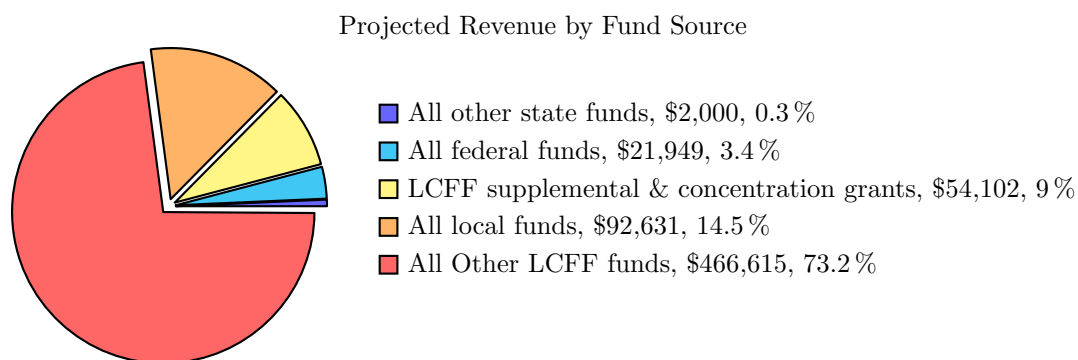 Projected Revenue by Fund Source
All other state funds, $2,000, 0.3 %
All federal funds, $21,949, 3.4 %
LCFF supplemental & concentration grants, $54,102, 9 %
All local funds, $92,631, 14.5 %
All Other LCFF funds, $466,615, 73.2 %